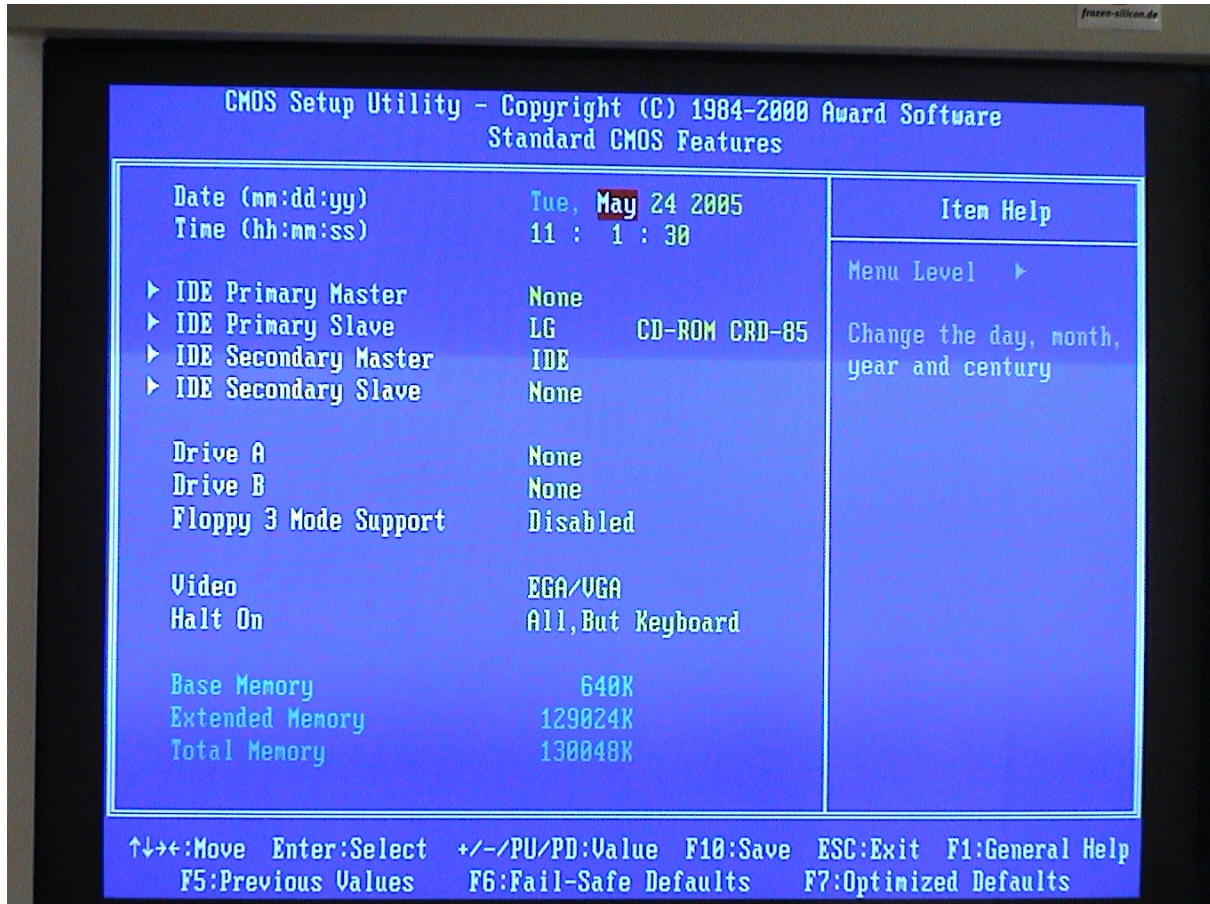 frozen-silicon.de
CMOS Setup Utility - Copyright (C) 1984-2000 Award Software
Standard CMOS Features
Date (mm:dd:yy) Tue, May 24 2005
Time (hh:mm:ss) 11 : 1 : 30
IDE Primary Master None
IDE Primary Slave LG CD-ROM CRD-85
IDE Secondary Master IDE
IDE Secondary Slave None
Drive A None
Drive B None
Floppy 3 Mode Support Disabled
Video EGA/VGA
Halt On All,But Keyboard
Base Memory 640K
Extended Memory 129024K
Total Memory 130048K
Item Help
Menu Level
Change the day, month,
year and century
↑↓→←:Move Enter:Select +/-/PU/PD:Value F10:Save ESC:Exit F1:General Help
F5:Previous Values F6:Fail-Safe Defaults F7:Optimized Defaults